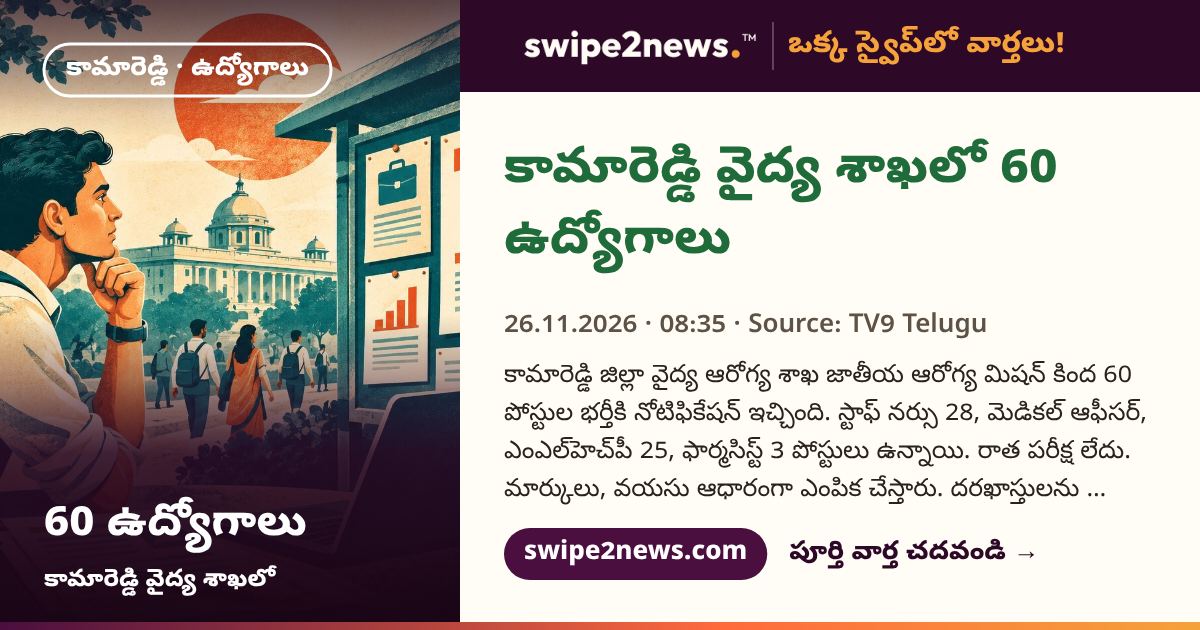 కామారెడ్డి · ఉద్యోగాలు
60 ఉద్యోగాలు
కామారెడ్డి వైద్య శాఖలో
swipe2news.™ ఒక్క స్వైప్‌లో వార్తలు!
కామారెడ్డి వైద్య శాఖలో 60
ఉద్యోగాలు
26.11.2026 · 08:35 · Source: TV9 Telugu
కామారెడ్డి జిల్లా వైద్య ఆరోగ్య శాఖ జాతీయ ఆరోగ్య మిషన్ కింద 60
పోస్టుల భర్తీకి నోటిఫికేషన్ ఇచ్చింది. స్టాఫ్ నర్సు 28, మెడికల్ ఆఫీసర్,
ఎంఎల్‌హెచ్‌పీ 25, ఫార్మసిస్ట్ 3 పోస్టులు ఉన్నాయి. రాత పరీక్ష లేదు.
మార్కులు, వయసు ఆధారంగా ఎంపిక చేస్తారు. దరఖాస్తులను ...
swipe2news.com పూర్తి వార్త చదవండి →